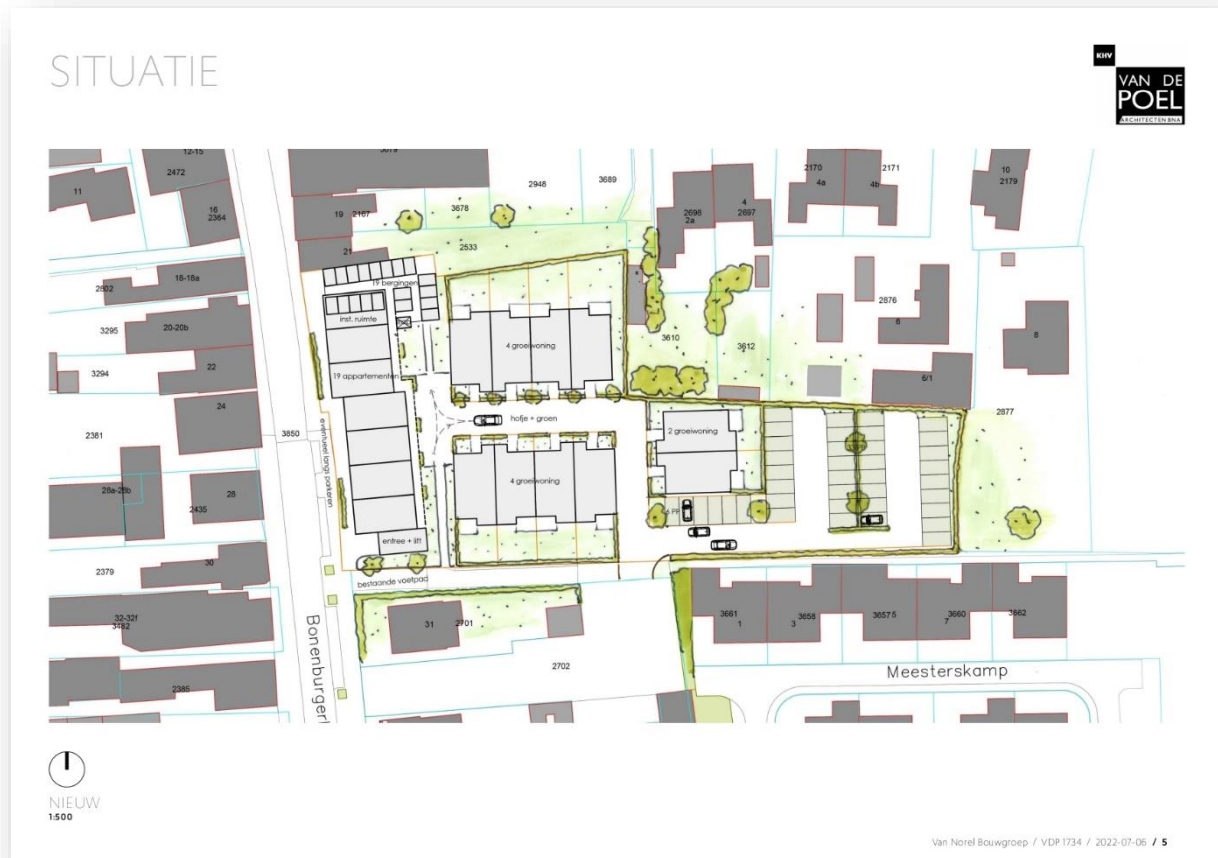 SITUATIE
KHV
VAN DE
POEL
ARCHITECTEN BNA
12-15
2472
11
16
2364
19 2167
21
3678
2948
3689
2533
2698
2a
4
2697
2170
4a
2171
4b
10
2179
18-18a
2802
3295
20-20b
22
3294
24
2381
3850
28a-28b
28
2435
2379
30
32-32f
3482
2385
19 bergingen
inst. ruimte
19 appartementen
eventueel langs parkeren
entree + lift
bestaande voetpad
4 groeiwoning
hofje + groen
4 groeiwoning
2 groeiwoning
6 PP
3610
3612
2876
6
8
6/1
2877
31
2701
2702
3661
1
3658
3
3657 5
3660
7
3662
Meesterskamp
NIEUW
1:500
Van Norel Bouwgroep / VDP 1734 / 2022-07-06 / 5